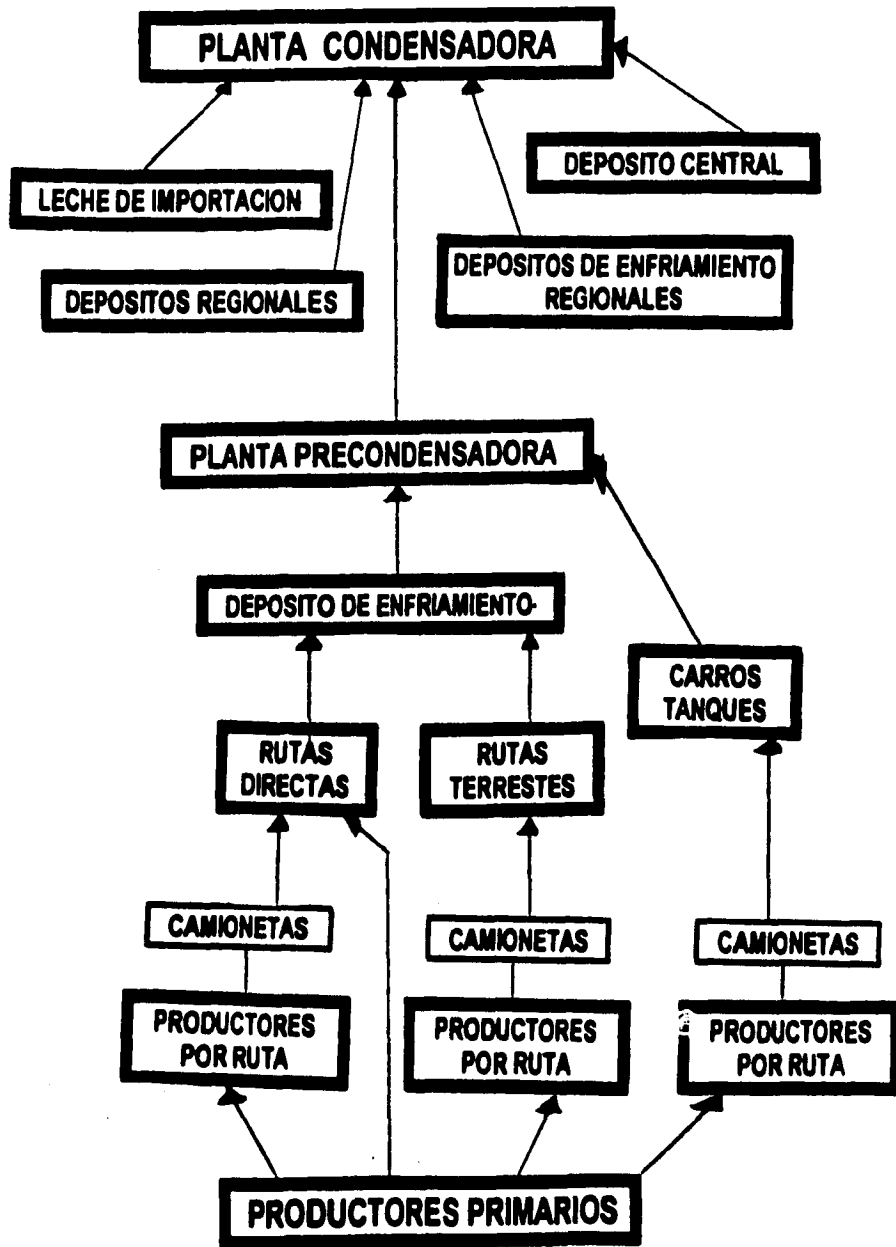 PLANTA CONDENSADORA
DEPOSITO CENTRAL
LECHE DE IMPORTACION
DEPOSITOS DE ENFRIAMIENTO
REGIONALES
DEPOSITOS REGIONALES
PLANTA PRECONDENSADORA
DEPOSITO DE ENFRIAMIENTO-
CARROS
TANQUES
RUTAS
DIRECTAS
RUTAS
TERRESTES
CAMIONETAS
CAMIONETAS
CAMIONETAS
PRODUCTORES
POR RUTA
PRODUCTORES
POR RUTA
PRODUCTORES
POR RUTA
PRODUCTORES PRIMARIOS